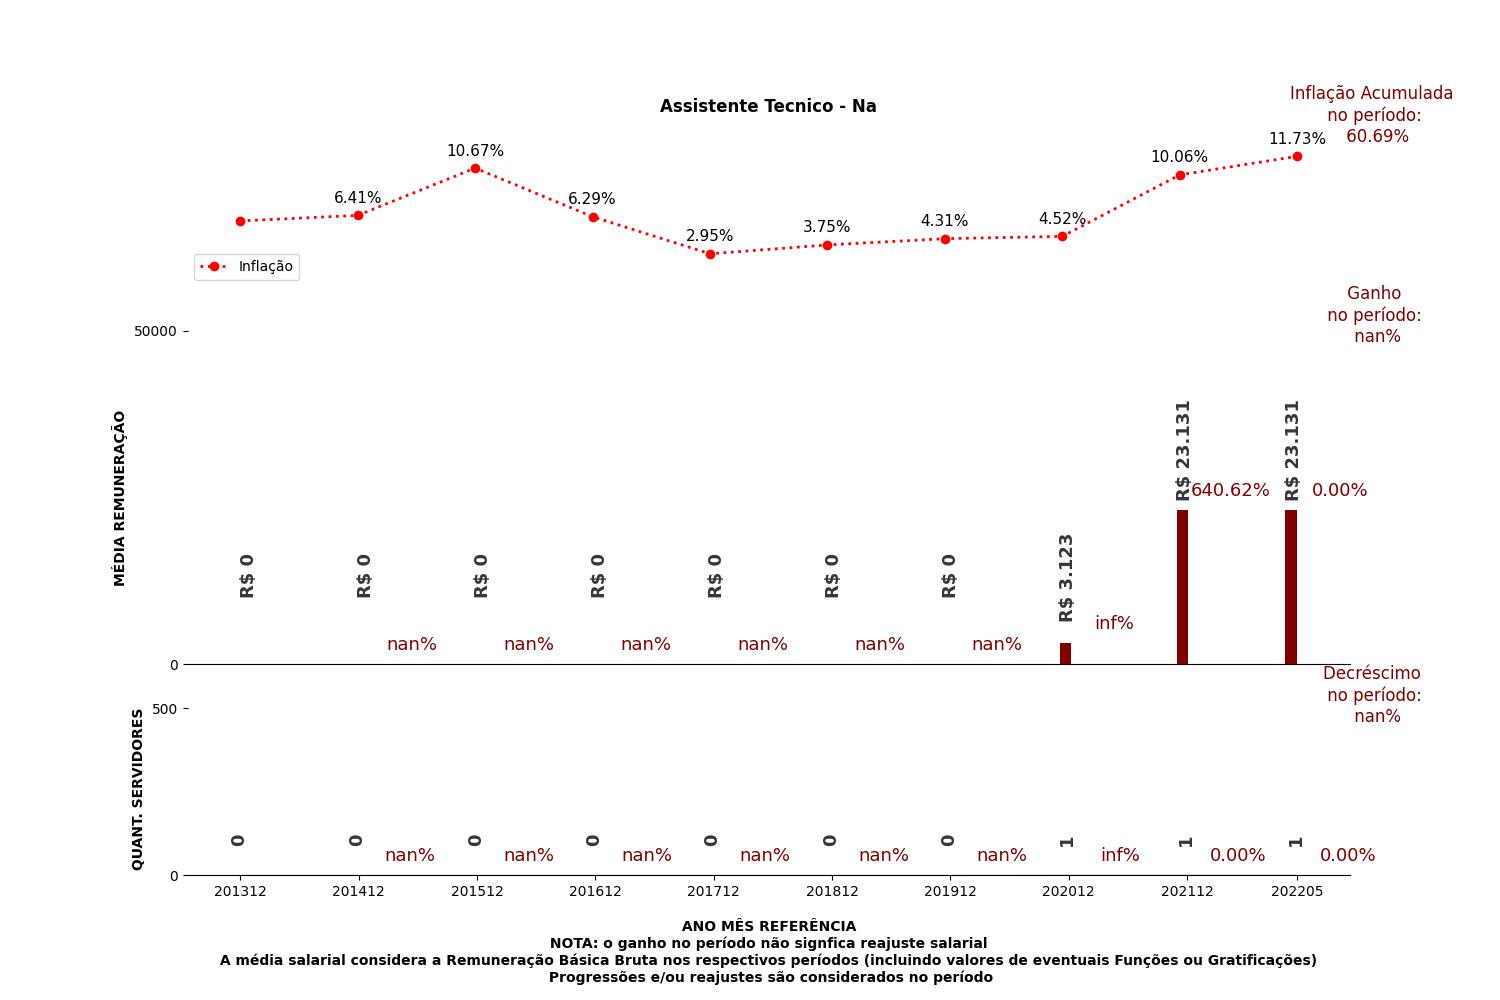 Inflação Acumulada
no período:
60.69%
Assistente Tecnico - Na
6.41%
10.67%
6.29%
2.95%
3.75%
4.31%
4.52%
10.06%
11.73%
Inflação
Ganho
no período:
nan%
50000
0
MÉDIA REMUNERAÇÃO
R$ 0
R$ 0
R$ 0
R$ 0
R$ 0
R$ 0
R$ 0
R$ 3.123
R$ 23.131
R$ 23.131
nan%
nan%
nan%
nan%
nan%
nan%
inf%
640.62%
0.00%
Decréscimo
no período:
nan%
500
0
QUANT. SERVIDORES
0
0
0
0
0
0
0
1
1
1
nan%
nan%
nan%
nan%
nan%
nan%
inf%
0.00%
0.00%
201312
201412
201512
201612
201712
201812
201912
202012
202112
202205
ANO MÊS REFERÊNCIA
NOTA: o ganho no período não signfica reajuste salarial
A média salarial considera a Remuneração Básica Bruta nos respectivos períodos (incluindo valores de eventuais Funções ou Gratificações)
Progressões e/ou reajustes são considerados no período